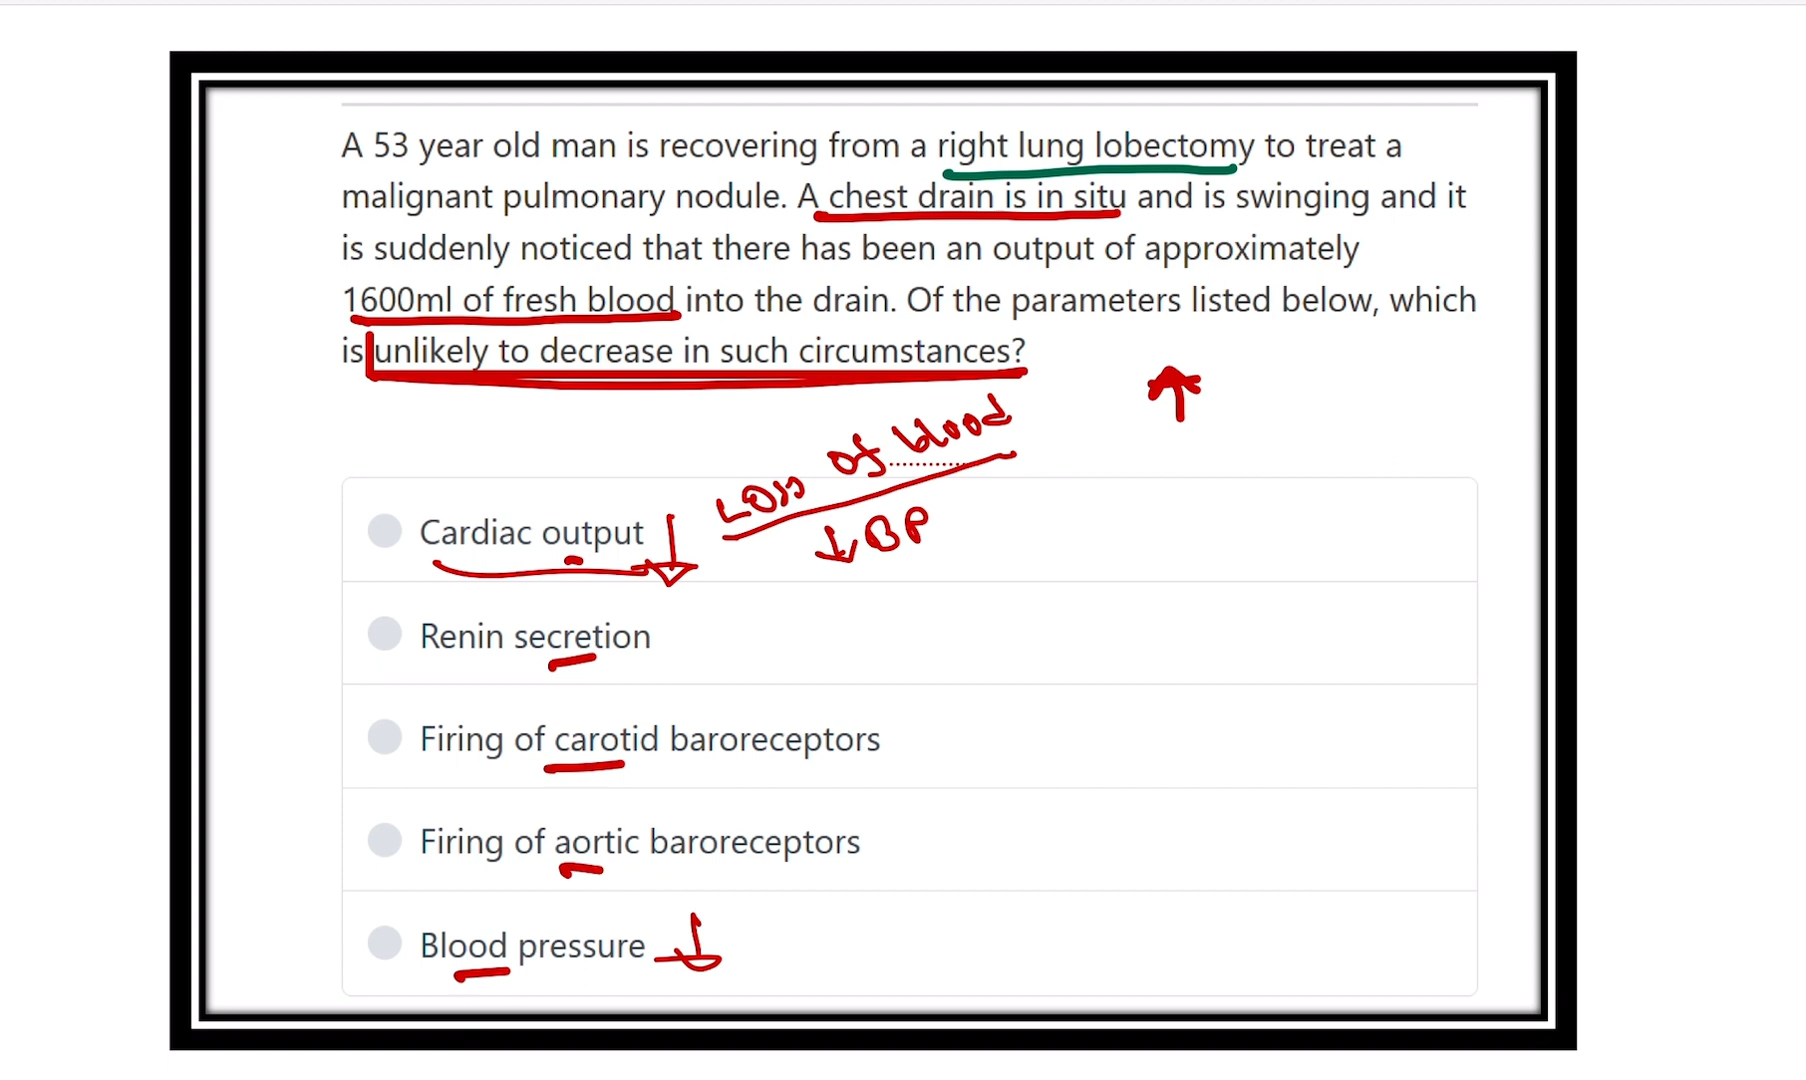 A 53 year old man is recovering from a right lung lobectomy to treat a
malignant pulmonary nodule. A chest drain is in situ and is swinging and it
is suddenly noticed that there has been an output of approximately
1600ml of fresh blood into the drain. Of the parameters listed below, which
is unlikely to decrease in such circumstances?
Loss of blood
↓ BP
Cardiac output ↓
Renin secretion
Firing of carotid baroreceptors
Firing of aortic baroreceptors
Blood pressure ↓